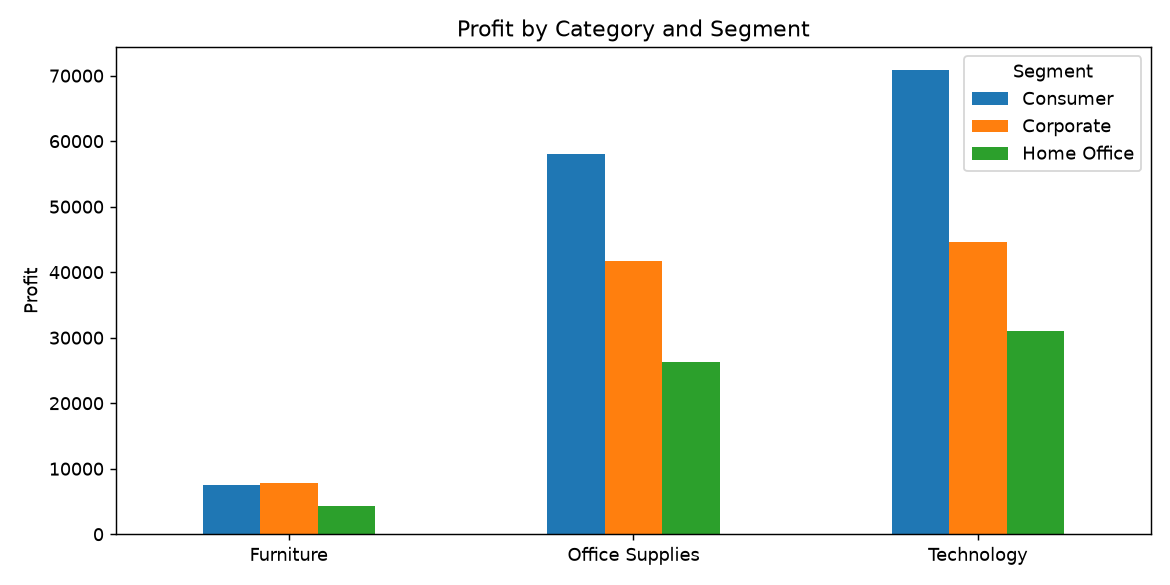 Profit by Category and Segment
Segment
Consumer
Corporate
Home Office
Profit
70000
60000
50000
40000
30000
20000
10000
0
Furniture
Office Supplies
Technology